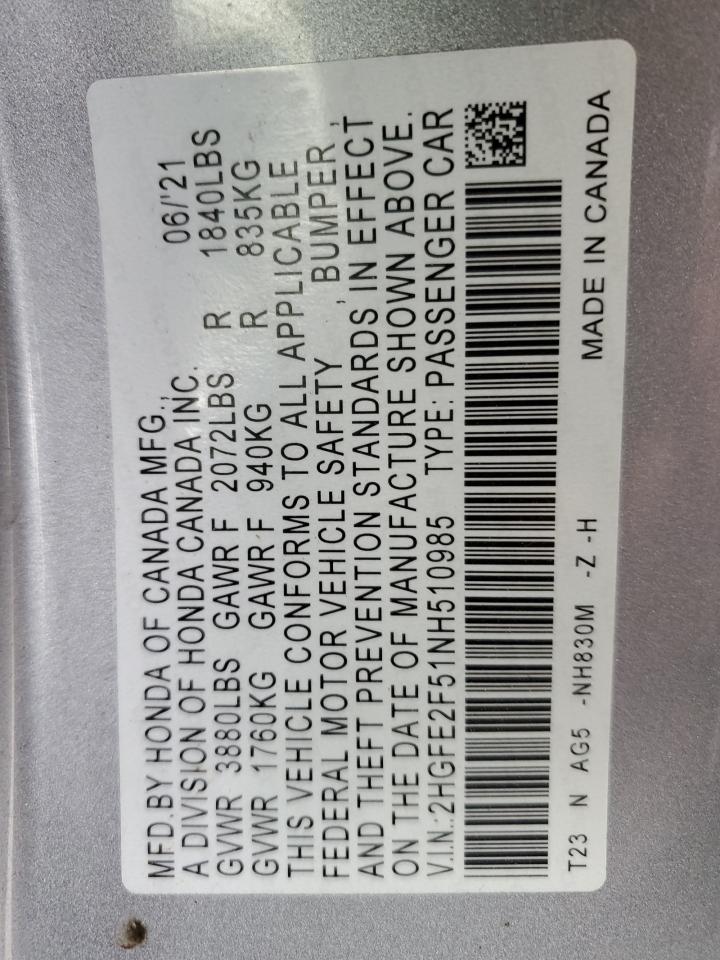 MFD.BY HONDA OF CANADA MFG.,
A DIVISION OF HONDA CANADA INC. 06/'21
GVWR 3880LBS GAWR F 2072LBS R 1840LBS
GVWR 1760KG GAWR F 940KG R 835KG
THIS VEHICLE CONFORMS TO ALL APPLICABLE
FEDERAL MOTOR VEHICLE SAFETY , BUMPER ,
AND THEFT PREVENTION STANDARDS IN EFFECT
ON THE DATE OF MANUFACTURE SHOWN ABOVE.
V.I.N.:2HGFE2F51NH510985 TYPE: PASSENGER CAR
T23 N AG5 -NH830M -Z -H MADE IN CANADA